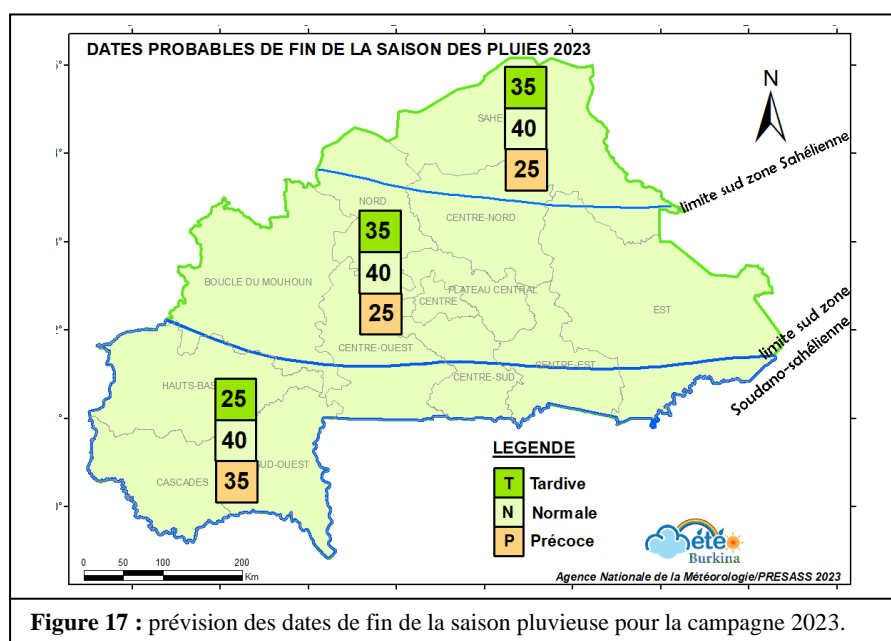 DATES PROBABLES DE FIN DE LA SAISON DES PLUIES 2023
N
35
SAHE
40
25
limite sud zone Sahélienne
NORD
CENTRE-NORD
35
BOUCLE DU MOUHOUN
40
PLATEAU CENTRAL
CENTRE
25
EST
limite sud zone
Soudano-sahélienne
CENTRE-OUEST
CENTRE-EST
HAUTS-BAS
CENTRE-SUD
25
40
SUD-OUEST
CASCADES
35
LEGENDE
T Tardive
N Normale
P Précoce
0 50 100 200
Km
Météo
Burkina
Agence Nationale de la Météorologie/PRESASS 2023
Figure 17 : prévision des dates de fin de la saison pluvieuse pour la campagne 2023.